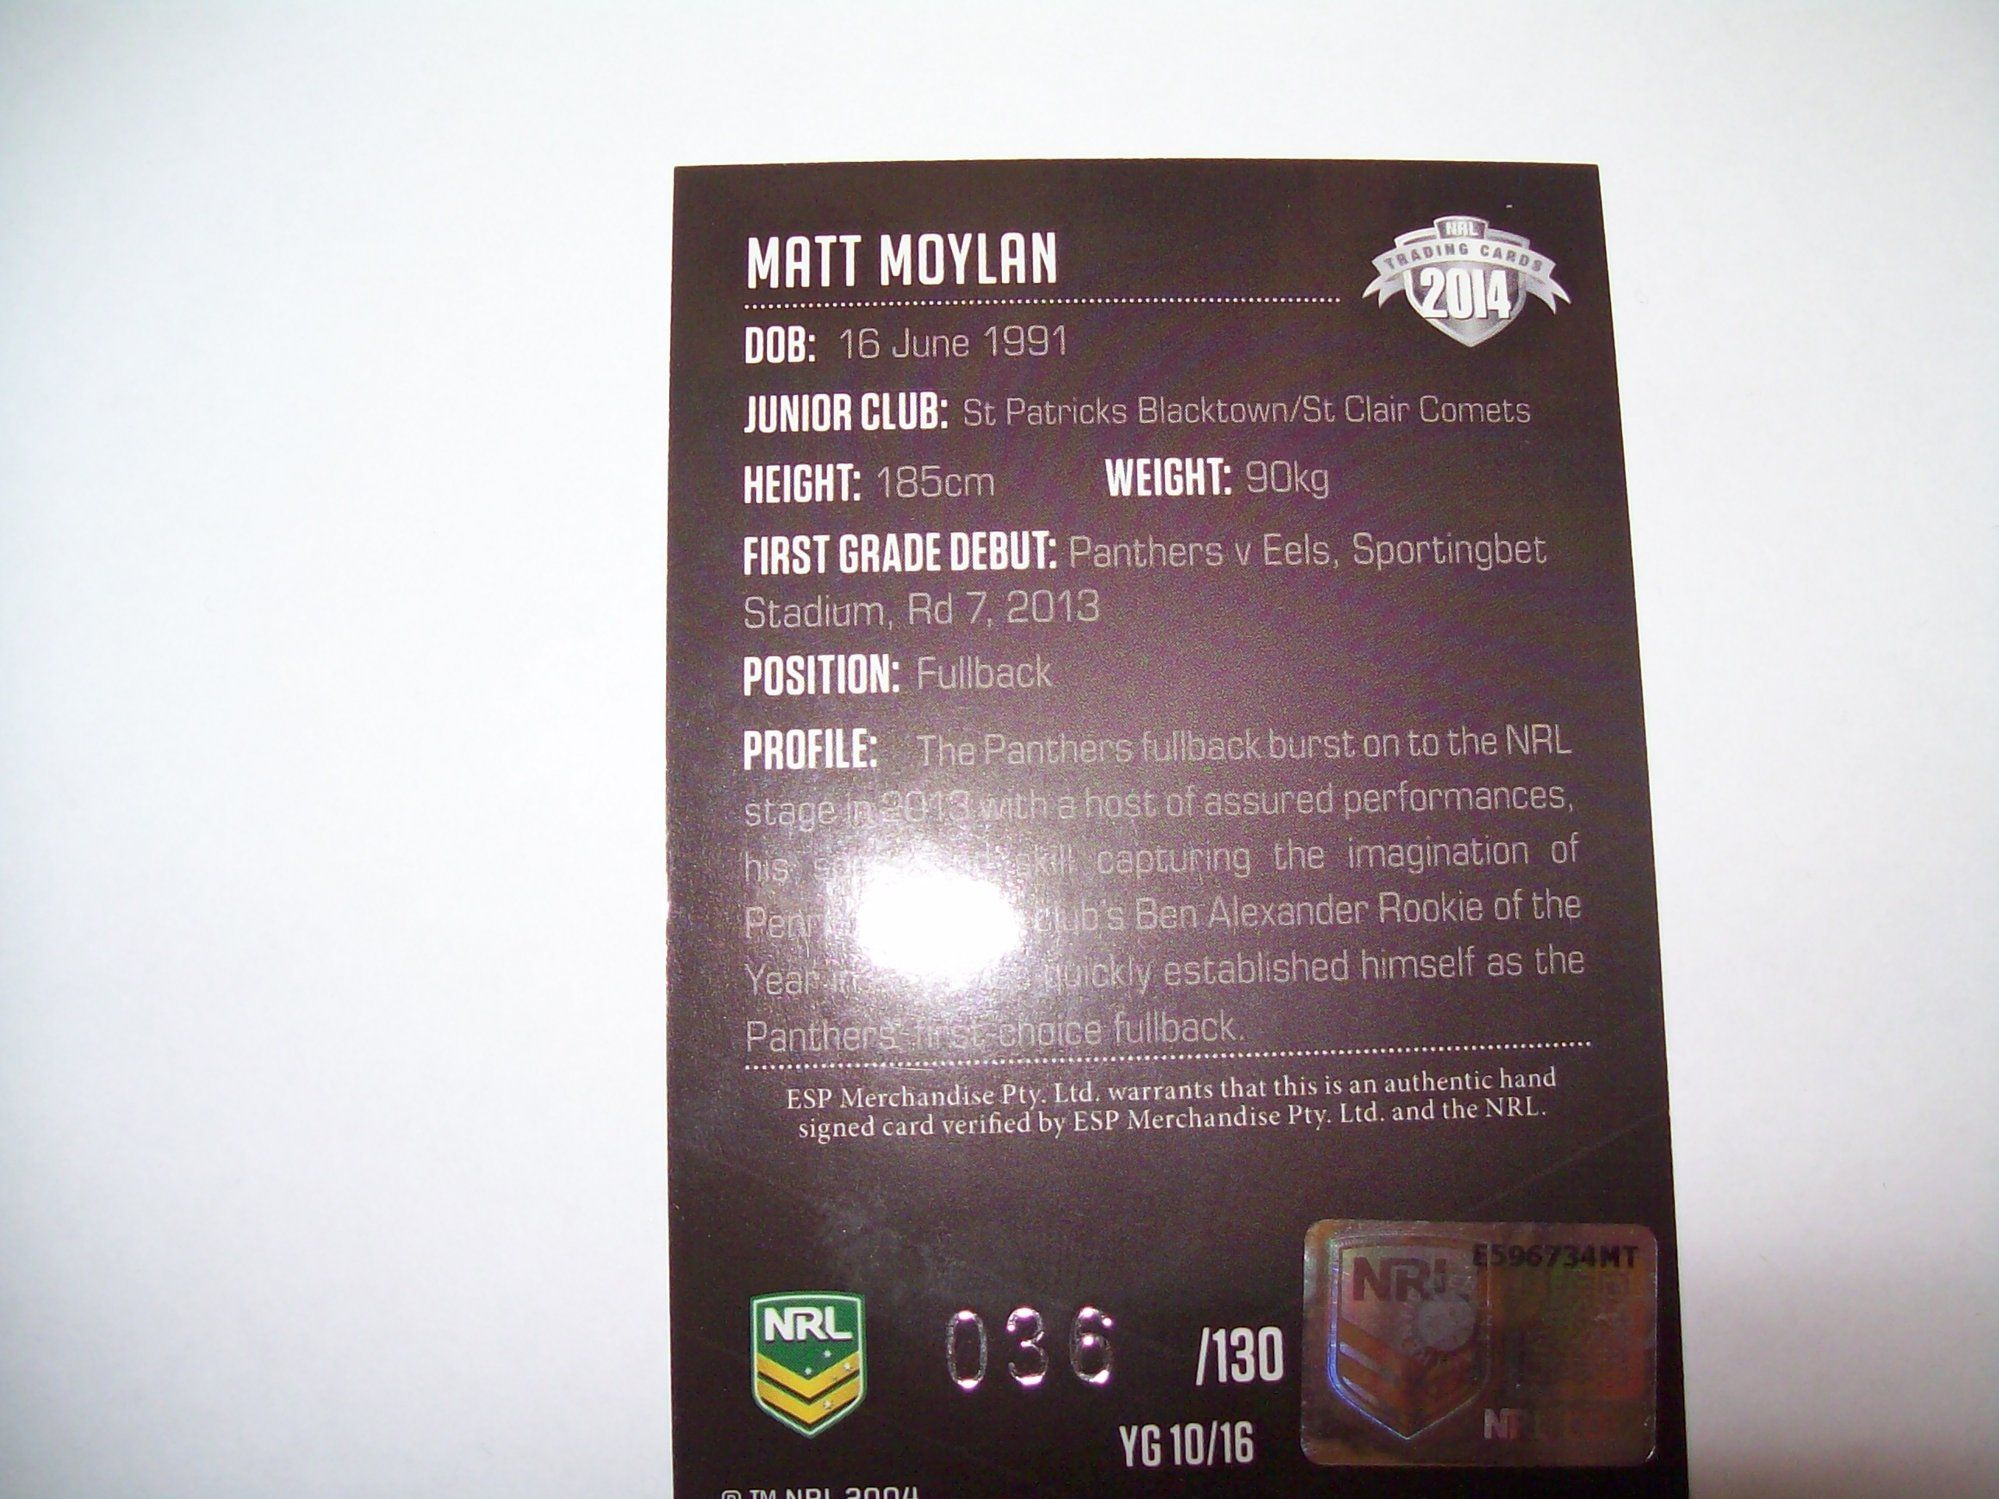 MATT MOYLAN
NRL
TRADING CARDS
2014
DOB: 16 June 1991
JUNIOR CLUB: St Patricks Blacktown/St Clair Comets
HEIGHT: 185cm WEIGHT: 90kg
FIRST GRADE DEBUT: Panthers v Eels, Sportingbet
Stadium, Rd 7, 2013
POSITION: Fullback
PROFILE: The Panthers fullback burst on to the NRL
stage in 2013 with a host of assured performances,
his skill capturing the imagination of
Ben Alexander Rookie of the
Year quickly established himself as the
Panthers' first-choice fullback.
ESP Merchandise Pty. Ltd. warrants that this is an authentic hand
signed card verified by ESP Merchandise Pty. Ltd. and the NRL.
E596734MT
NRL
NRL
036 /130
YG 10/16